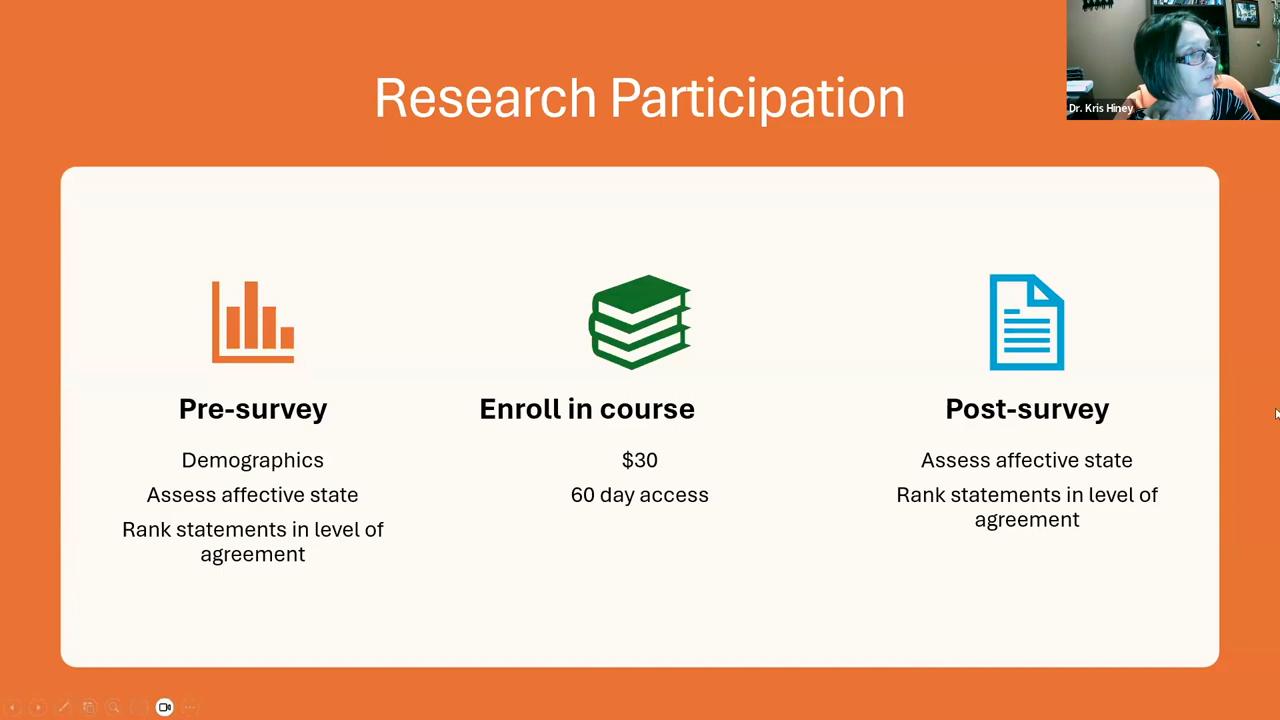 Research Participation
Dr. Kris Hiney
Pre-survey
Demographics
Assess affective state
Rank statements in level of
agreement
Enroll in course
$30
60 day access
Post-survey
Assess affective state
Rank statements in level of
agreement